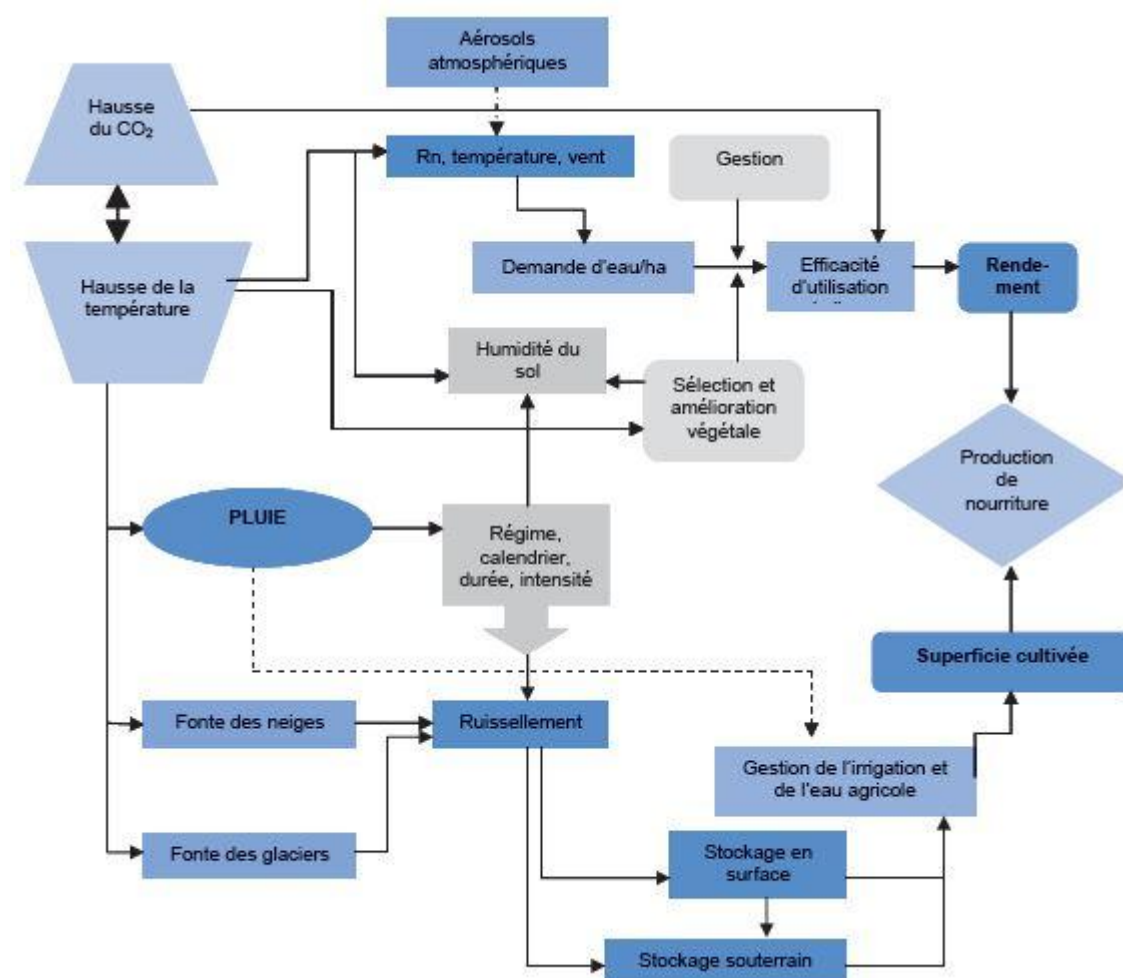 Aérosols
atmosphériques
Hausse
du CO₂
Rn, température, vent
Gestion
Hausse de la
température
Demande d'eau/ha
Efficacité
d'utilisation
Rende-
ment
Humidité du
sol
Sélection et
amélioration
végétale
Production
de
nourriture
PLUIE
Régime,
calendrier,
durée, intensité
Superficie cultivée
Fonte des neiges
Ruissellement
Gestion de l'irrigation et
de l'eau agricole
Fonte des glaciers
Stockage en
surface
Stockage souterrain